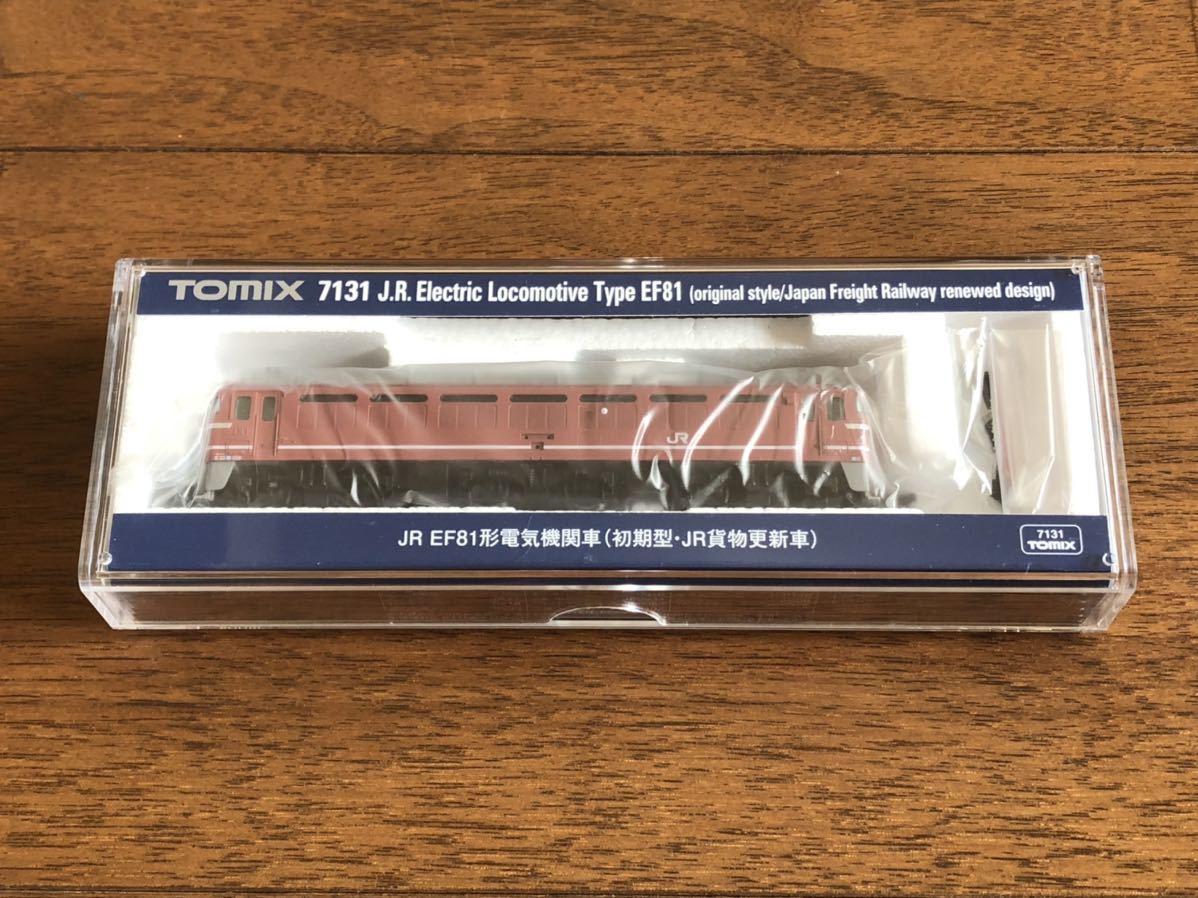 TOMIX 7131 J.R. Electric Locomotive Type EF81 (original style/Japan Freight Railway renewed design)
JR
JR EF81形電気機関車(初期型・JR貨物更新車)
7131
TOMIX